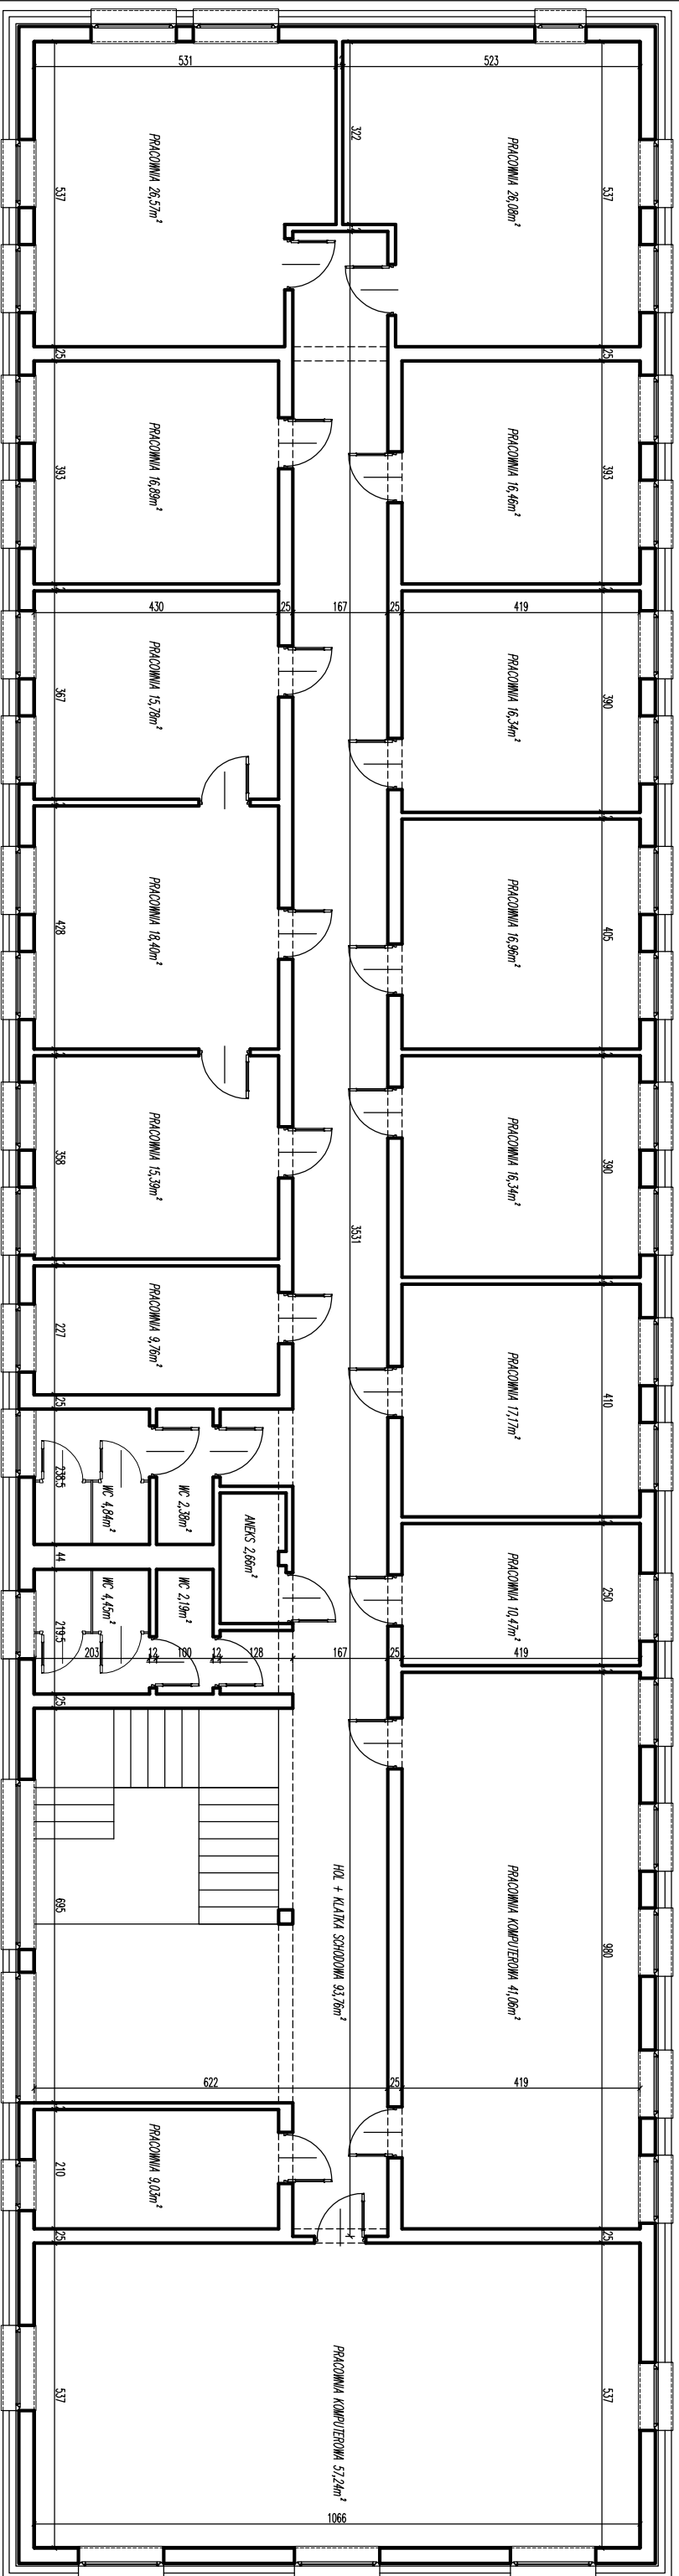 531
2
523
322
PRACOWNIA 26,57m²
PRACOWNIA 26,08m²
537
537
2
25
25
PRACOWNIA 16,89m²
PRACOWNIA 16,46m²
393
393
430
25
167
25
419
PRACOWNIA 15,78m²
PRACOWNIA 16,34m²
367
390
PRACOWNIA 18,40m²
PRACOWNIA 16,96m²
428
405
PRACOWNIA 15,39m²
PRACOWNIA 16,34m²
358
390
3531
PRACOWNIA 9,76m²
PRACOWNIA 17,17m²
227
410
25
238.5
WC 4,84m²
WC 2,38m²
ANEKS 2,66m²
44
PRACOWNIA 10,47m²
250
WC 4,45m²
WC 2,19m²
219.5
203
12
100
12
128
167
25
419
25
HOL + KLATKA SCHODOWA 93,76m²
PRACOWNIA KOMPUTEROWA 41,06m²
695
980
622
25
419
PRACOWNIA 9,03m²
210
25
25
PRACOWNIA KOMPUTEROWA 57,24m²
537
537
1066